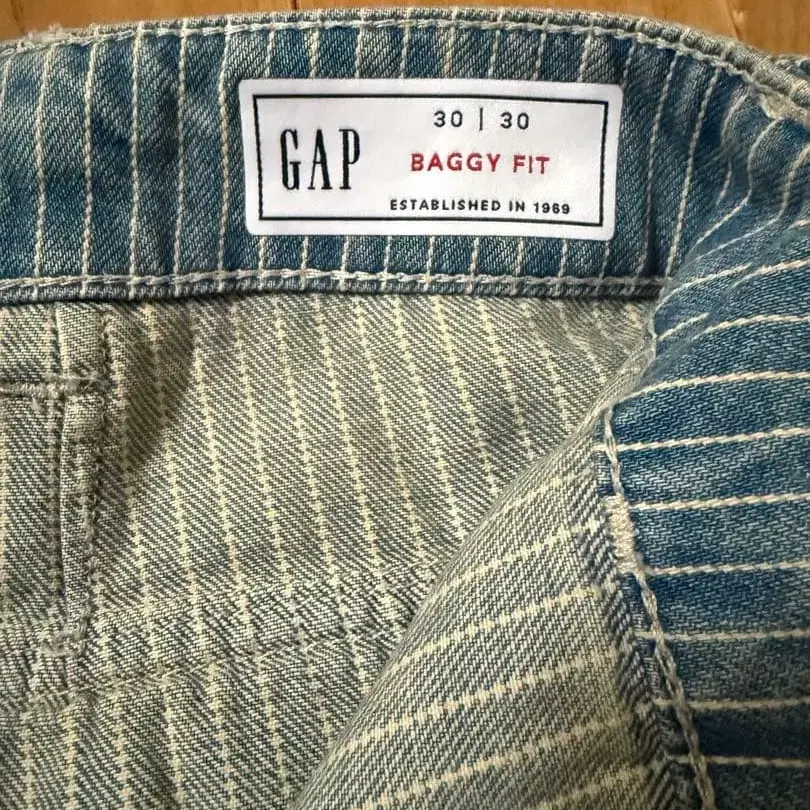 GAP
30 | 30
BAGGY FIT
ESTABLISHED IN 1969